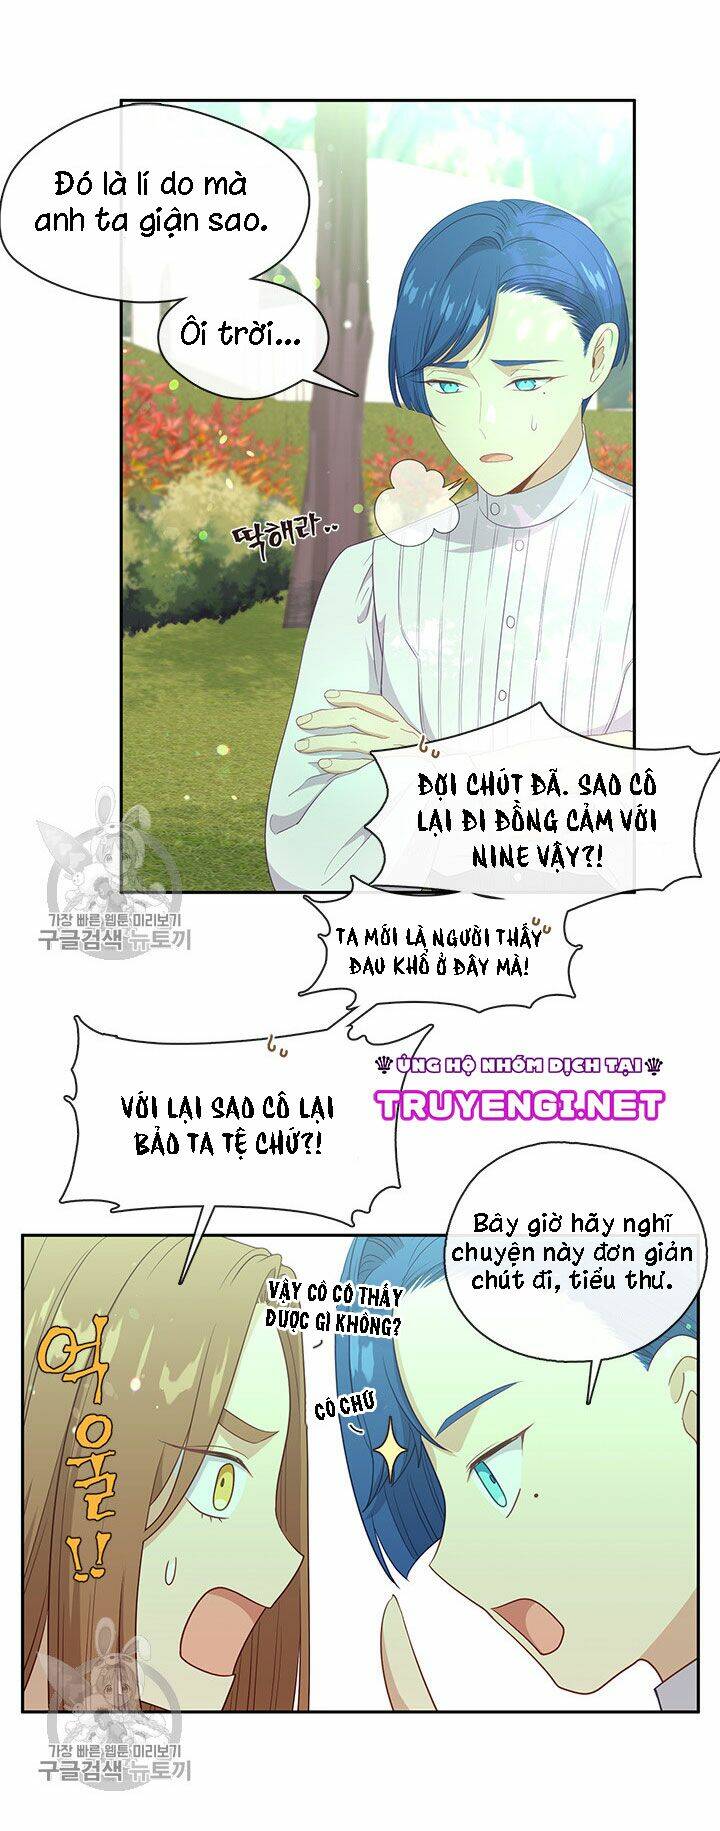 Đó là lí do mà
anh ta giận sao.
Ôi trời...
딱해라..
ĐỢI CHÚT ĐÃ. SAO CÔ
LẠI ĐI ĐỒNG CẢM VỚI
NINE VẬY?!
가장 빠른 웹툰 미리보기
구글검색 뉴토끼
TA MỚI LÀ NGƯỜI THẤY
ĐAU KHỔ Ở ĐÂY MÀ!
ỦNG HỘ NHÓM DỊCH TẠI
TRUYENGI.NET
VỚI LẠI SAO CÔ LẠI
BẢO TA TỆ CHỨ?!
Bây giờ hãy nghĩ
chuyện này đơn giản
chút đi, tiểu thư.
VẬY CÔ CÓ THẤY
ĐƯỢC GÌ KHÔNG?
CÓ CHỨ
억울!!
가장 빠른 웹툰 미리보기
구글검색 뉴토끼